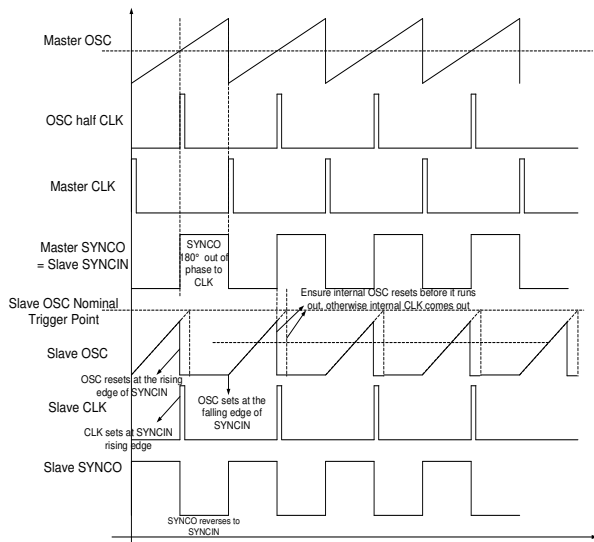 Master OSC
OSC half CLK
Master CLK
Master SYNCO
= Slave SYNCIN
SYNCO
180° out of
phase to
CLK
Ensure internal OSC resets before it runs
out, otherwise internal CLK comes out
Slave OSC Nominal
Trigger Point
Slave OSC
OSC resets at the rising
edge of SYNCIN
OSC sets at the
falling edge of
SYNCIN
Slave CLK
CLK sets at SYNCIN
rising edge
Slave SYNCO
SYNCO reverses to
SYNCIN